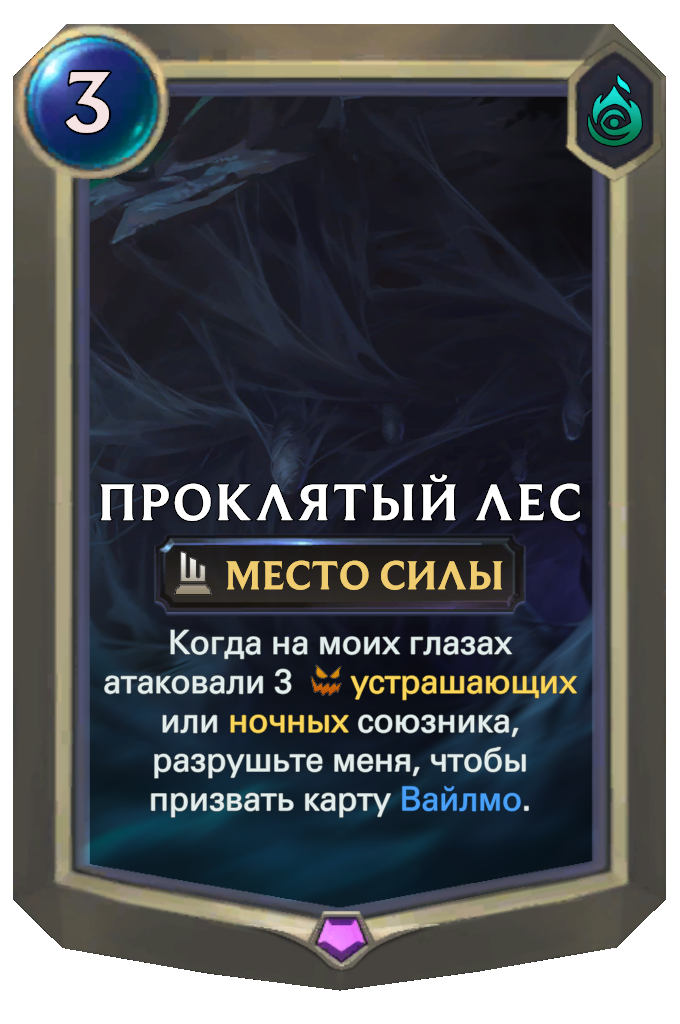 3
ПРОКЛЯТЫЙ ЛЕС
МЕСТО СИЛЫ
Когда на моих глазах
атаковали 3 устрашающих
или ночных союзника,
разрушьте меня, чтобы
призвать карту Вайлмо.